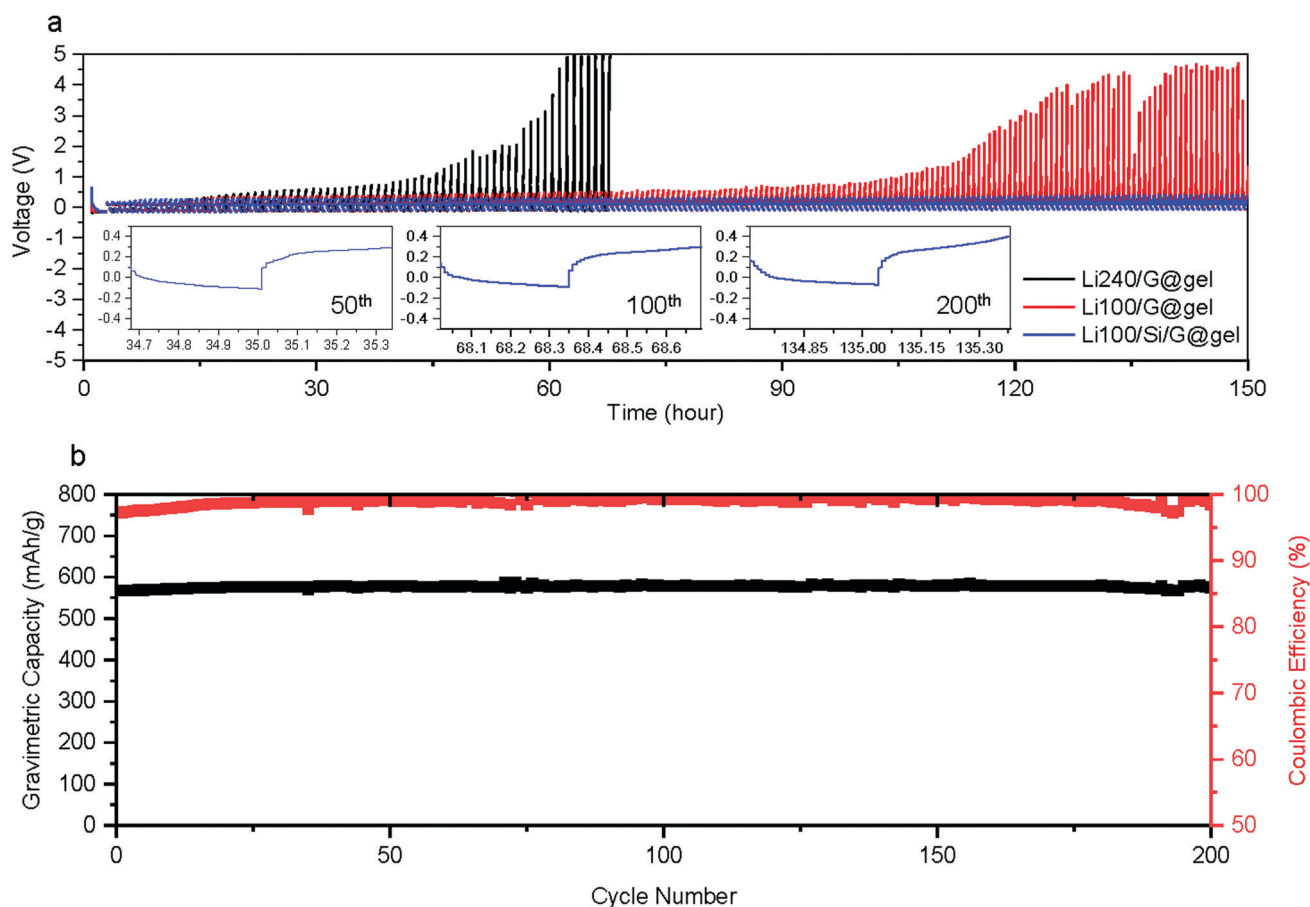 a
5
4
3
2
1
0
-1
-2
-3
-4
-5
Voltage (V)
0.4
0.2
0.0
-0.2
-0.4
50th
34.7 34.8 34.9 35.0 35.1 35.2 35.3
0.4
0.2
0.0
-0.2
-0.4
100th
68.1 68.2 68.3 68.4 68.5 68.6
0.4
0.2
0.0
-0.2
-0.4
200th
134.85 135.00 135.15 135.30
Li240/G@gel
Li100/G@gel
Li100/Si/G@gel
0 30 60 90 120 150
Time (hour)
b
800
700
600
500
400
300
200
100
0
Gravimetric Capacity (mAh/g)
100
90
80
70
60
50
Coulombic Efficiency (%)
0 50 100 150 200
Cycle Number